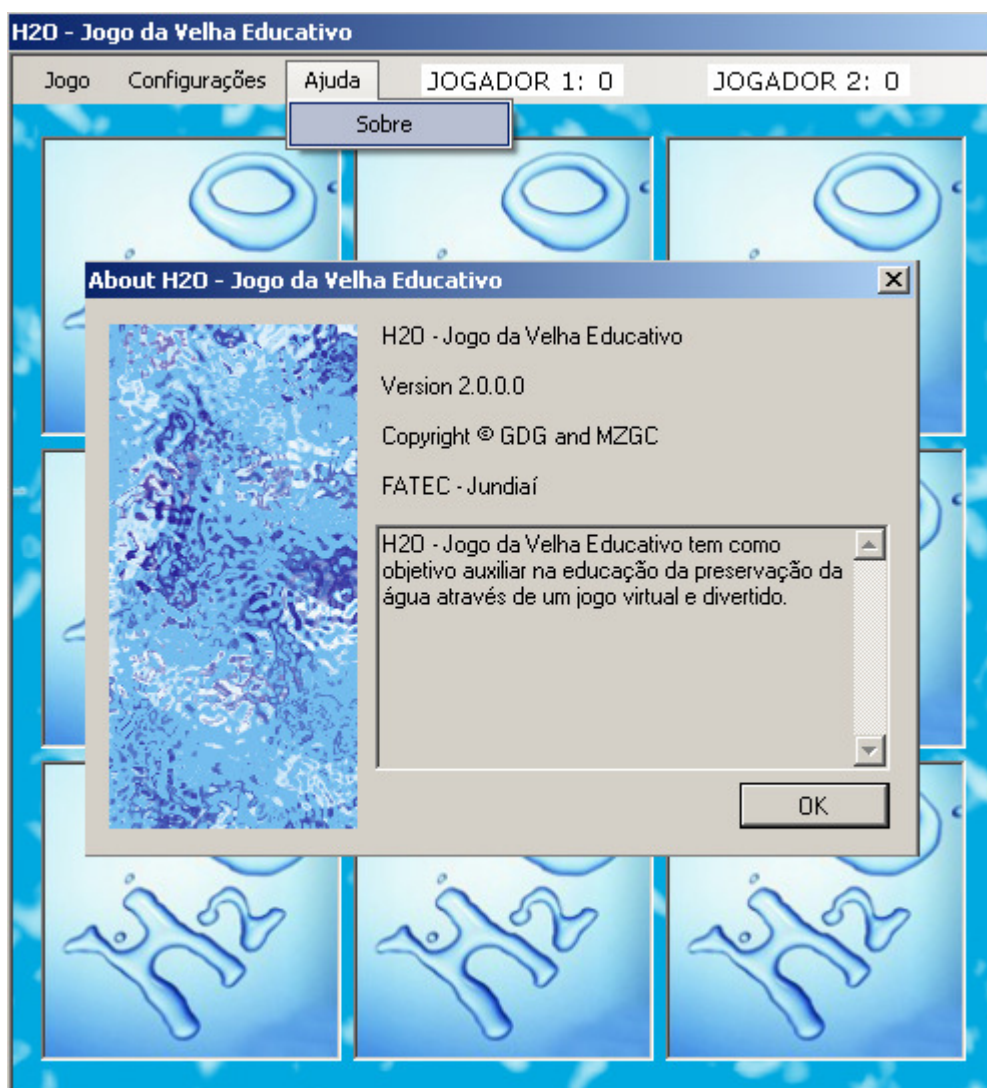 H2O - Jogo da Velha Educativo
Jogo Configurações Ajuda JOGADOR 1: 0 JOGADOR 2: 0
Sobre
About H2O - Jogo da Velha Educativo
H2O - Jogo da Velha Educativo
Version 2.0.0.0
Copyright © GDG and MZGC
FATEC - Jundiaí
H2O - Jogo da Velha Educativo tem como
objetivo auxiliar na educação da preservação da
água através de um jogo virtual e divertido.
OK
H2
H2
H2